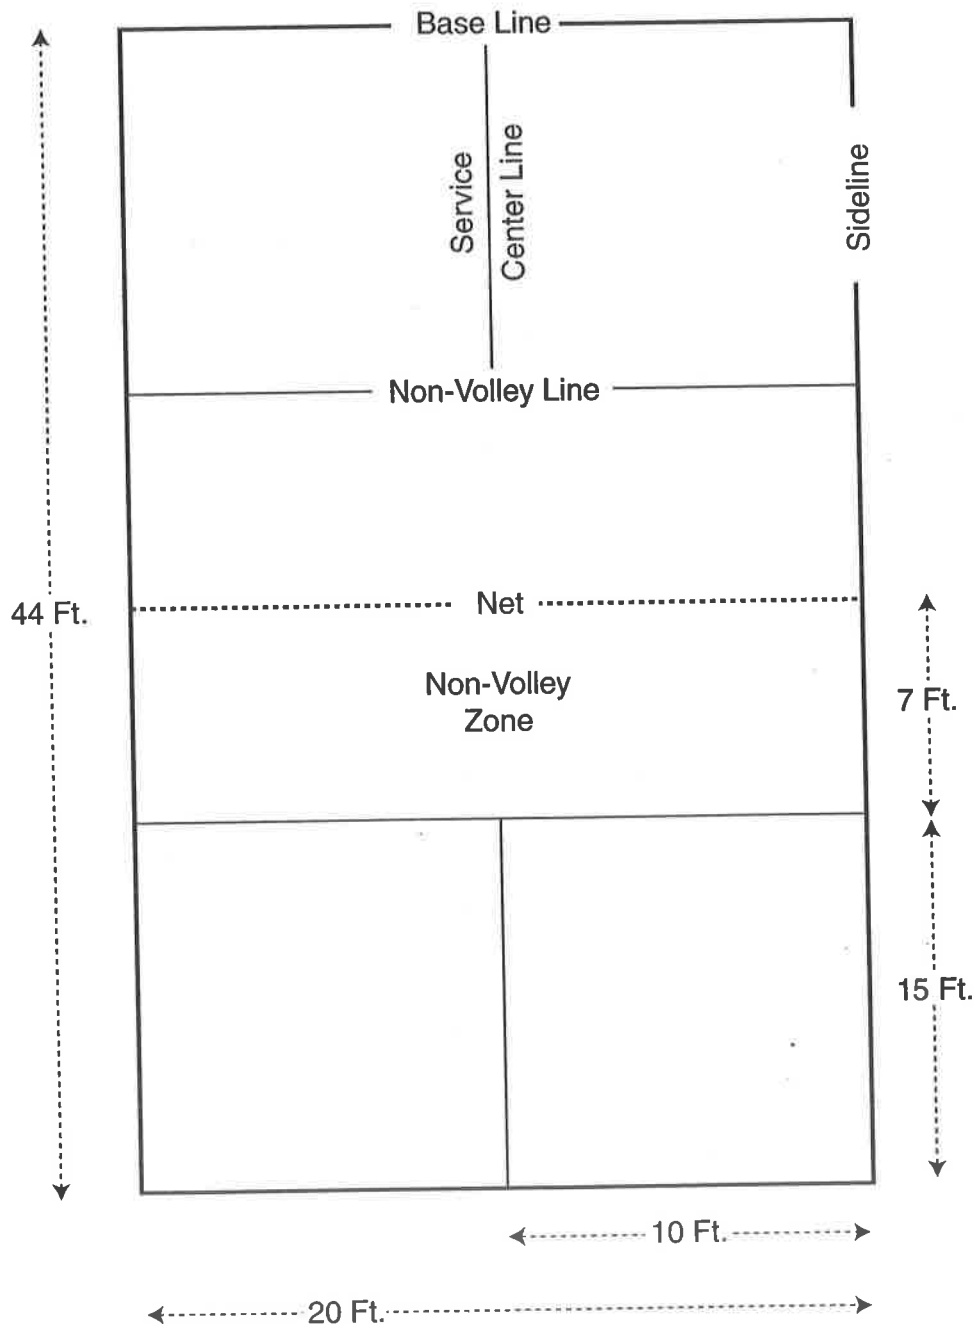 Base Line
Service
Center Line
Sideline
Non-Volley Line
44 Ft.
Net
Non-Volley
Zone
7 Ft.
15 Ft.
10 Ft.
20 Ft.